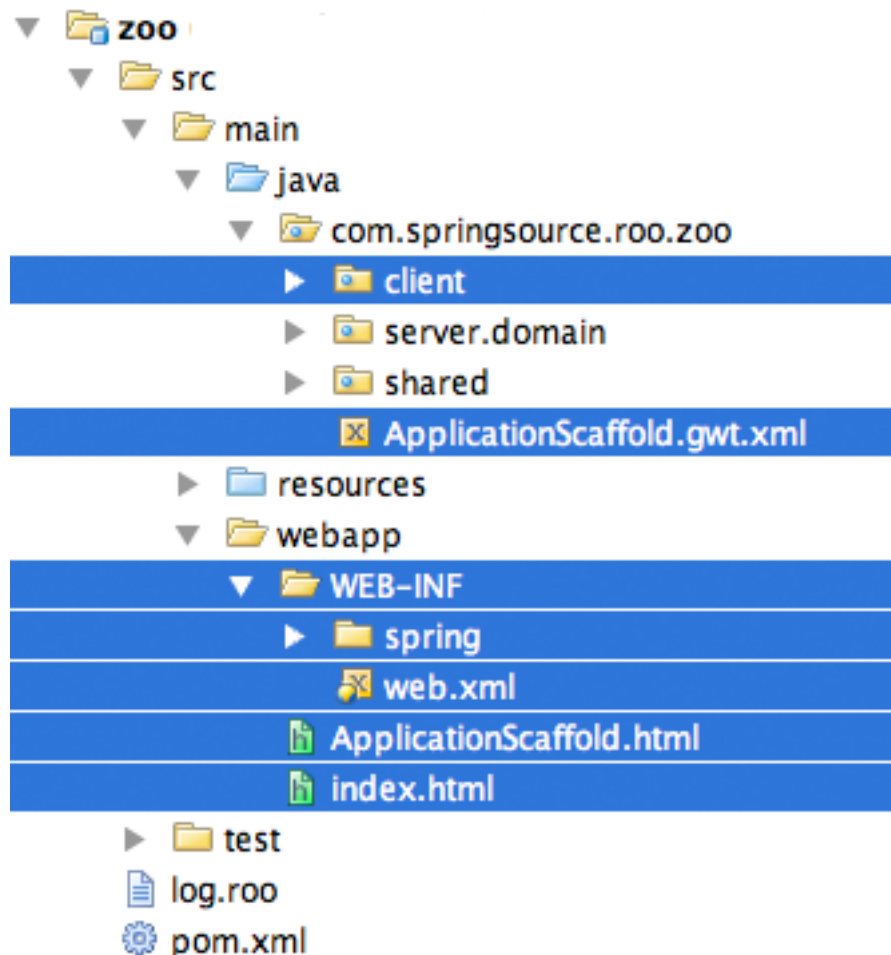 zoo
src
main
java
com.springsource.roo.zoo
client
server.domain
shared
ApplicationScaffold.gwt.xml
resources
webapp
WEB-INF
spring
web.xml
ApplicationScaffold.html
index.html
test
log.roo
pom.xml